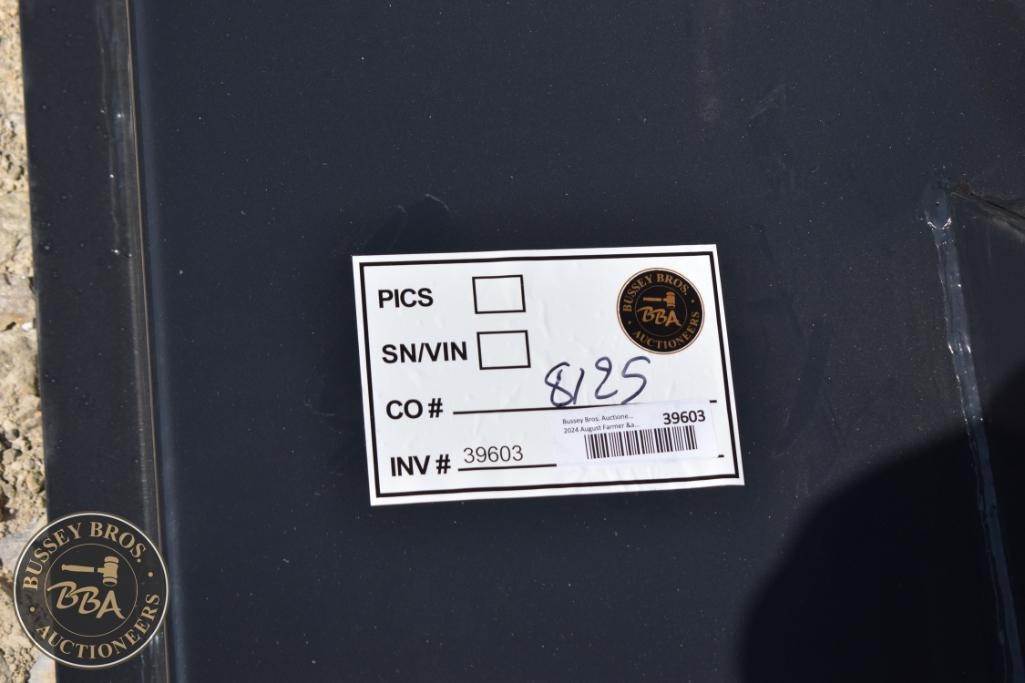 PICS
BUSSEY BROS.
BBA
AUCTIONEERS
SN/VIN
CO # 8125
Bussey Bros. Auctione... 39603
2024 August Farmer &a...
INV # 39603
BUSSEY BROS.
BBA
AUCTIONEERS